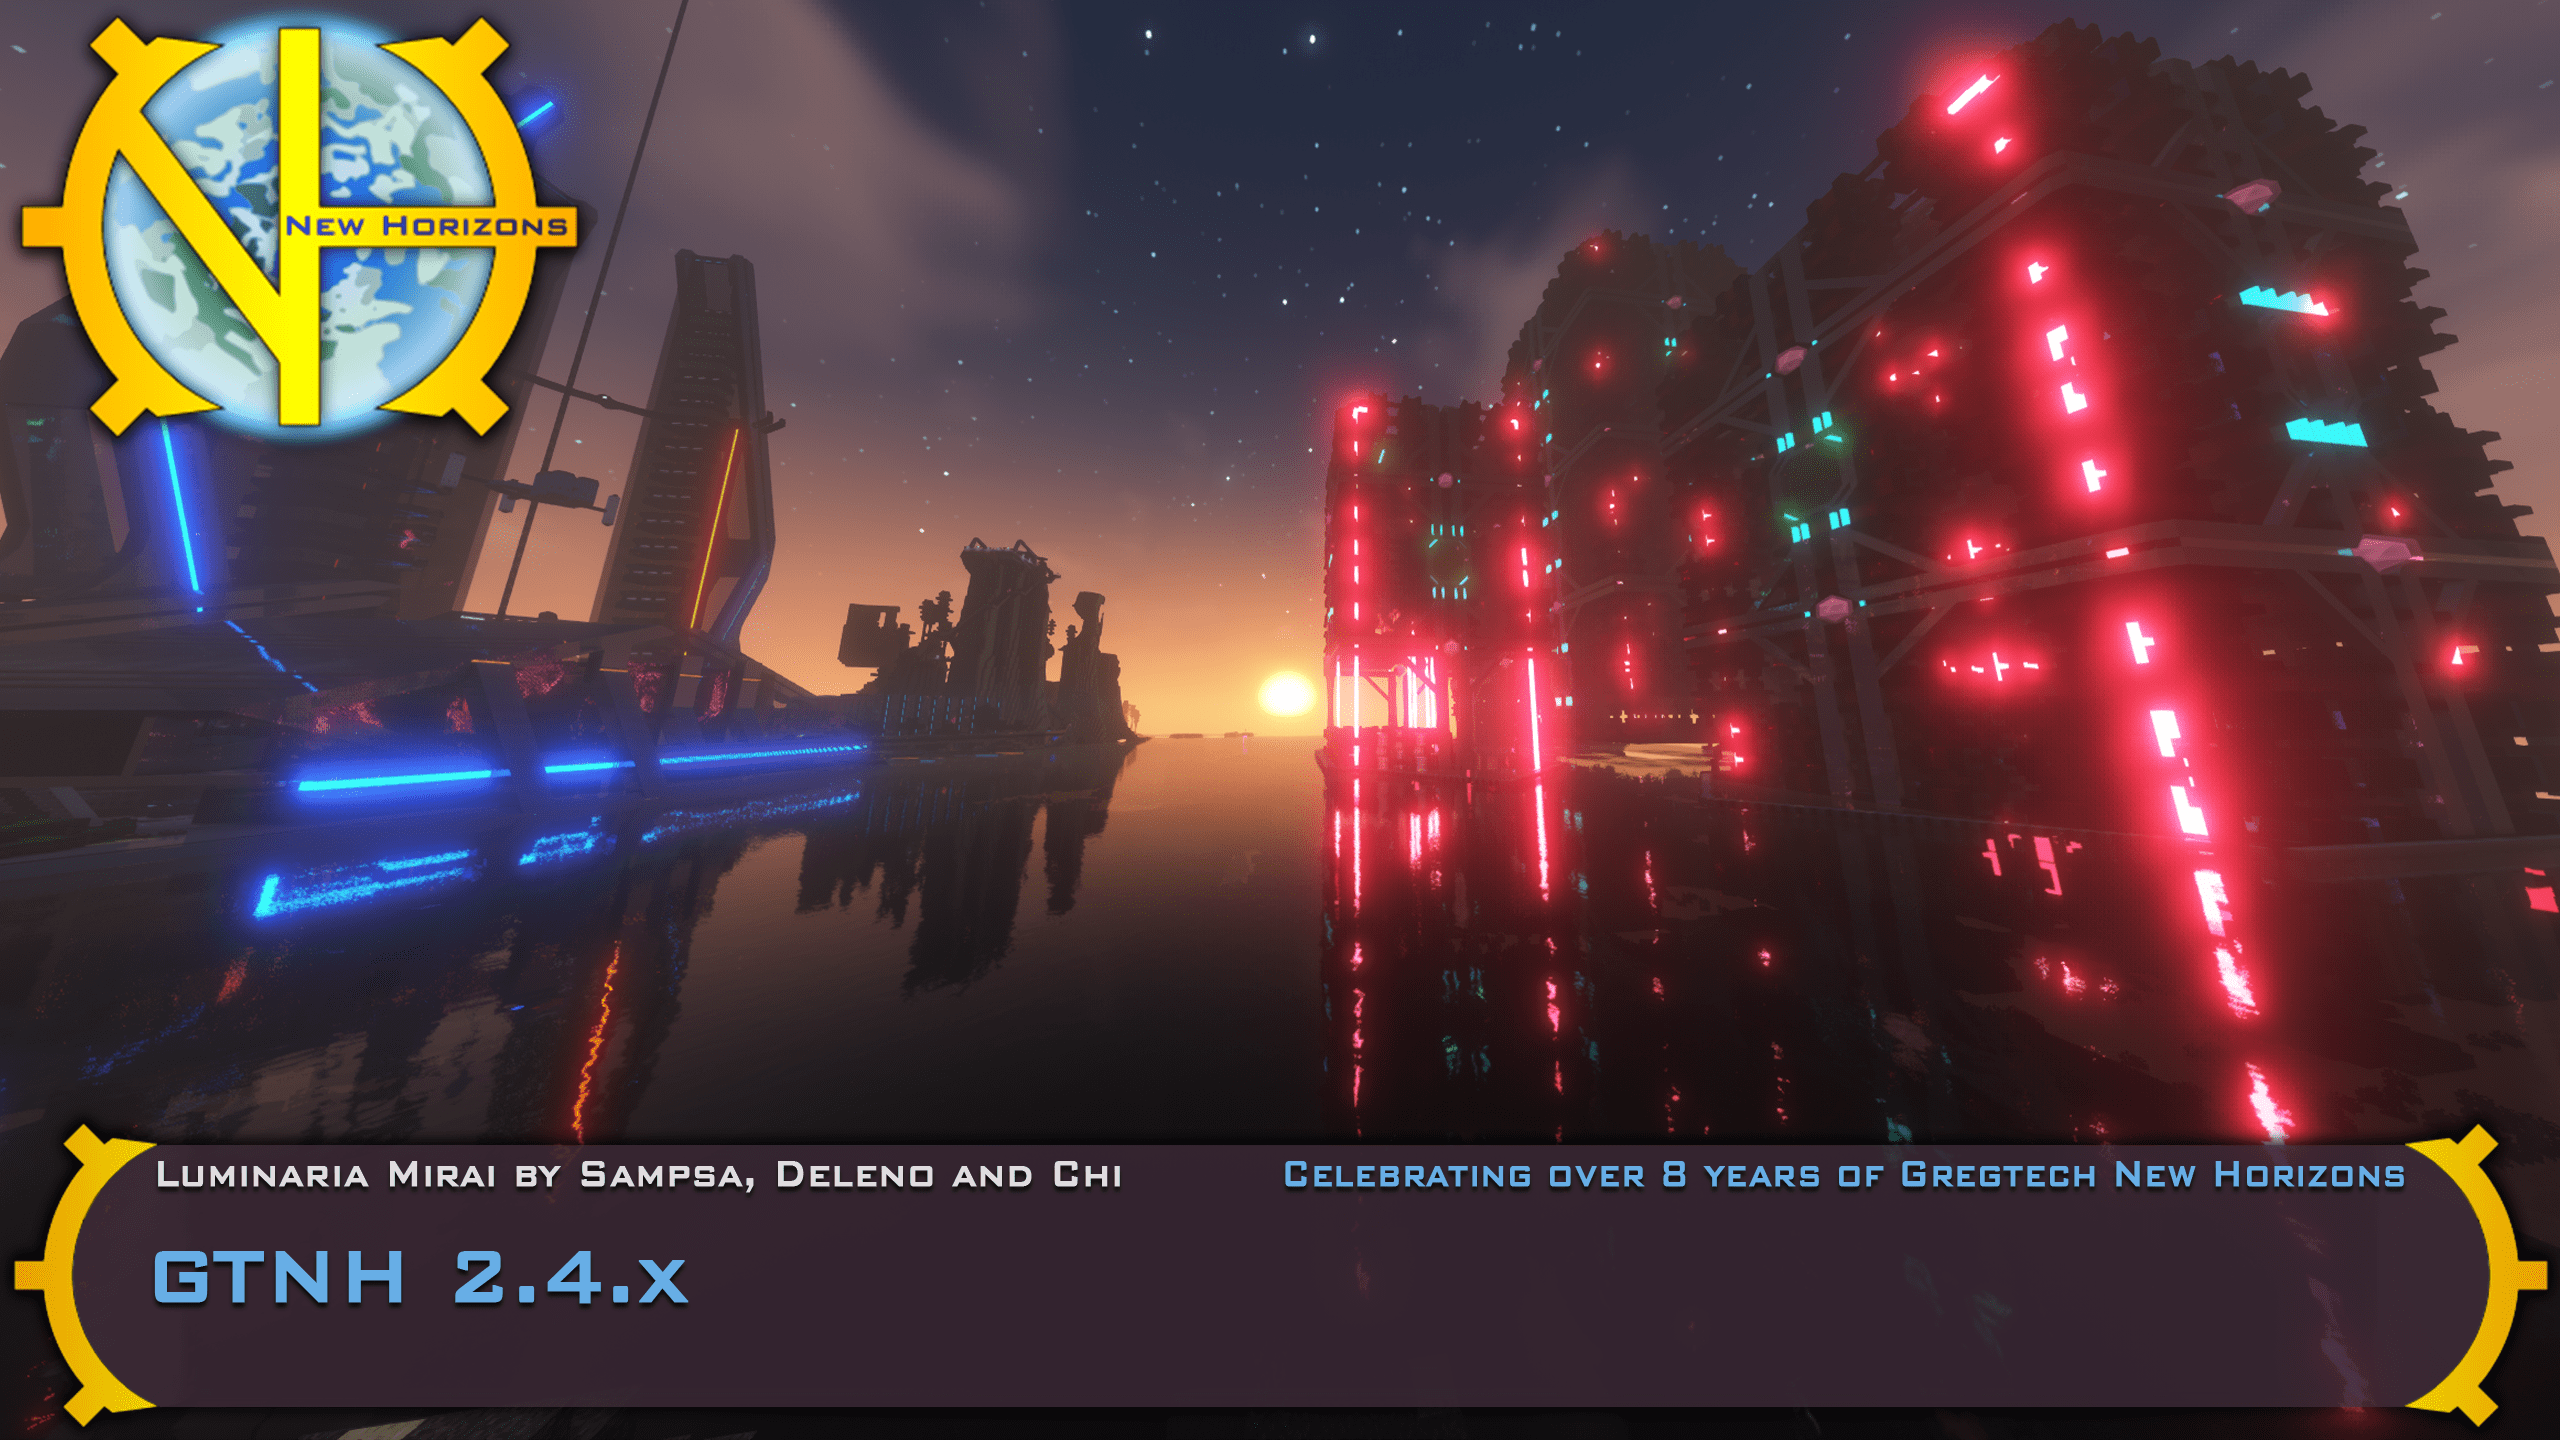 New Horizons
Luminaria Mirai by Sampsa, Deleno and Chi
Celebrating over 8 years of Gregtech New Horizons
GTNH 2.4.x